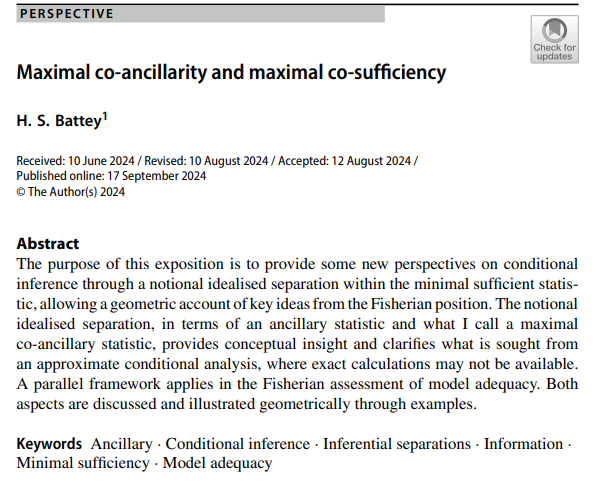 PERSPECTIVE
Check for
updates
Maximal co-ancillarity and maximal co-sufficiency
H. S. Battey1
Received: 10 June 2024 / Revised: 10 August 2024 / Accepted: 12 August 2024 /
Published online: 17 September 2024
© The Author(s) 2024
Abstract
The purpose of this exposition is to provide some new perspectives on conditional
inference through a notional idealised separation within the minimal sufficient statis-
tic, allowing a geometric account of key ideas from the Fisherian position. The notional
idealised separation, in terms of an ancillary statistic and what I call a maximal
co-ancillary statistic, provides conceptual insight and clarifies what is sought from
an approximate conditional analysis, where exact calculations may not be available.
A parallel framework applies in the Fisherian assessment of model adequacy. Both
aspects are discussed and illustrated geometrically through examples.
Keywords Ancillary · Conditional inference · Inferential separations · Information ·
Minimal sufficiency · Model adequacy